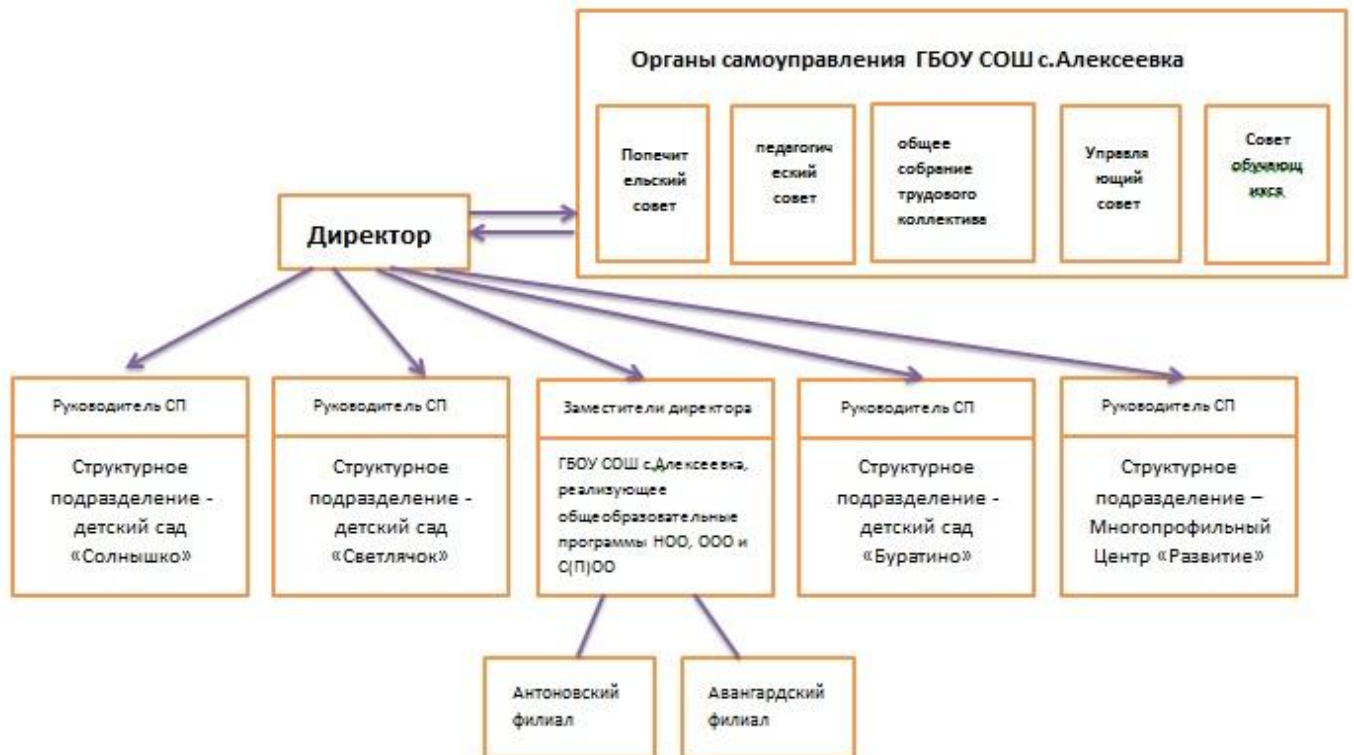 Органы самоуправления ГБОУ СОШ с.Алексеевка
Попечит
ельский
совет
педагогич
еский
совет
общее
собрание
трудового
коллектива
Управля
ющий
совет
Совет
обучающ
ихся
Директор
Руководитель СП
Структурное
подразделение -
детский сад
«Солнышко»
Руководитель СП
Структурное
подразделение -
детский сад
«Светлячок»
Заместители директора
ГБОУ СОШ с.Алексеевка,
реализующее
общеобразовательные
программы НОО, ООО и
С(П)ОО
Руководитель СП
Структурное
подразделение -
детский сад
«Буратино»
Руководитель СП
Структурное
подразделение –
Многопрофильный
Центр «Развитие»
Антоновский
филиал
Авангардский
филиал